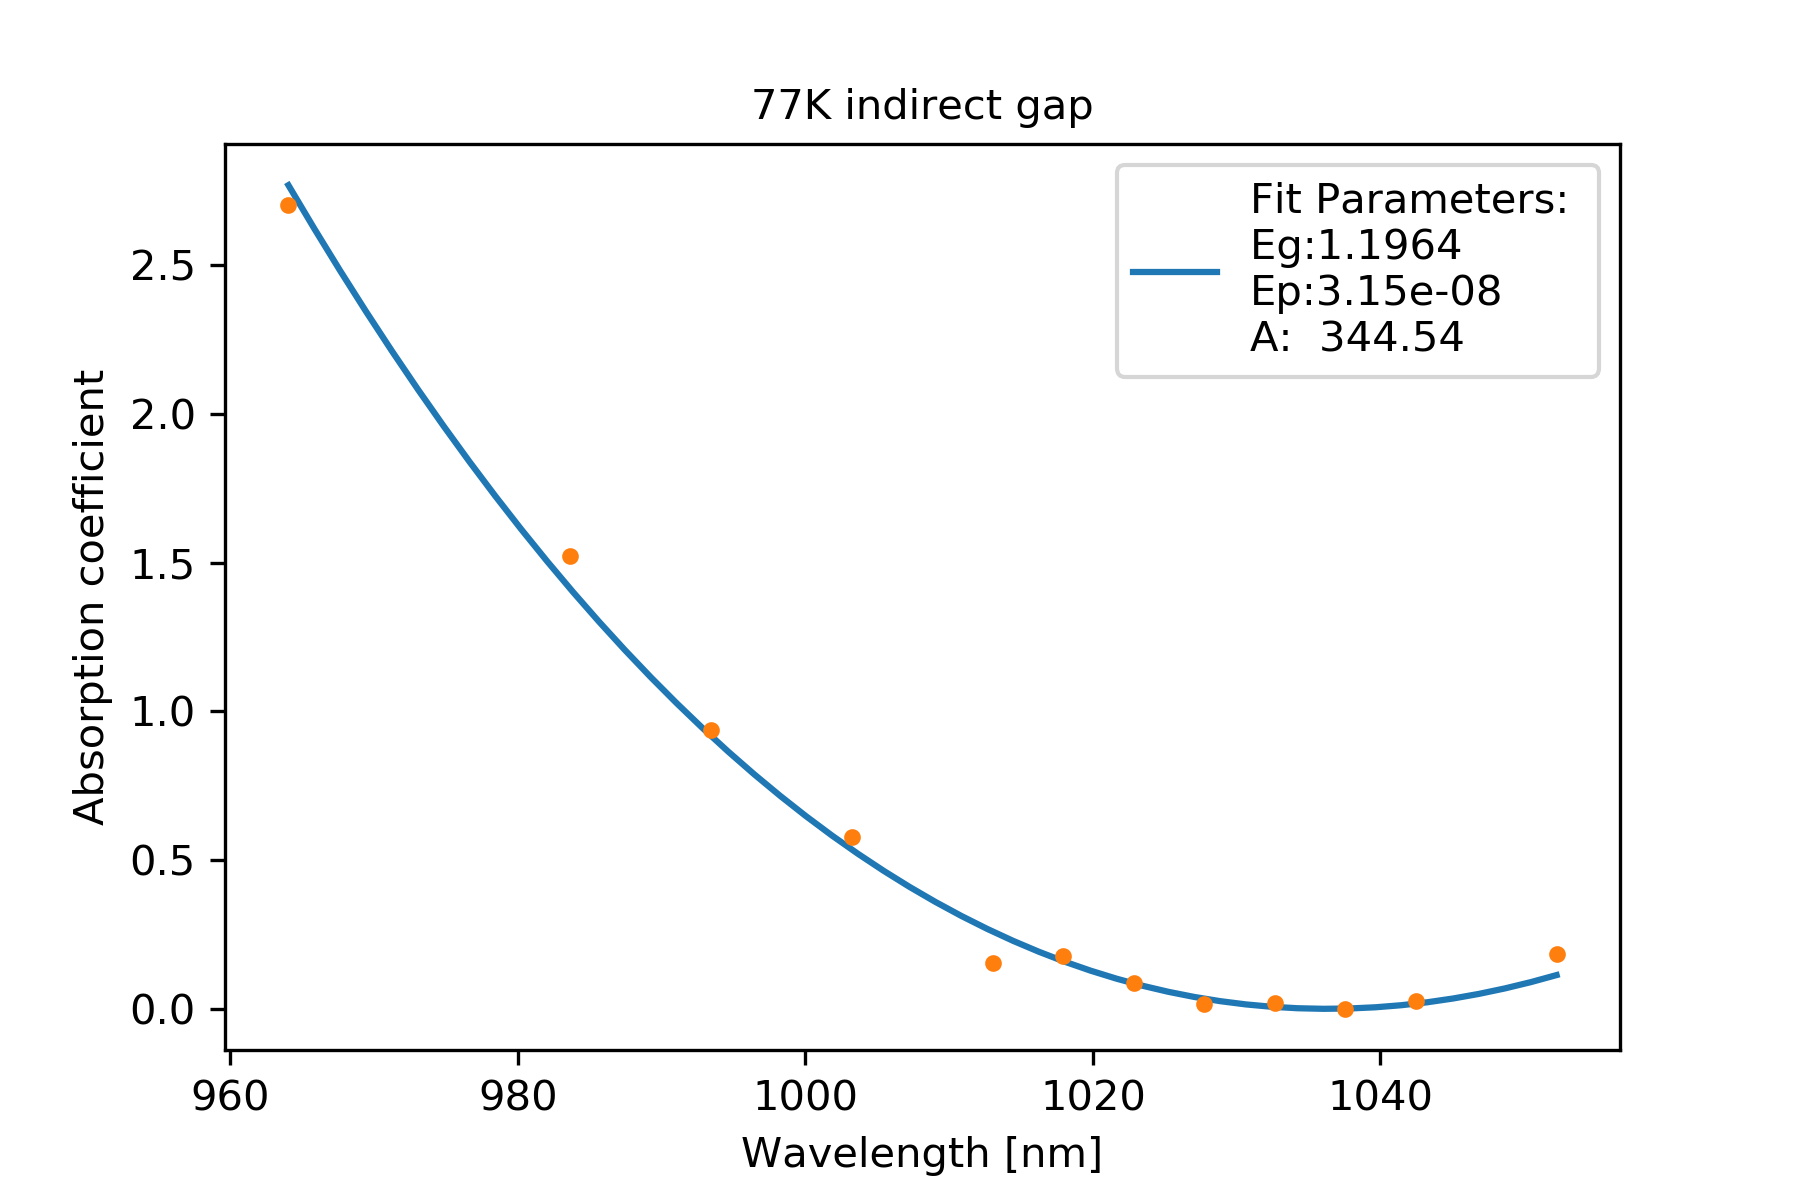 77K indirect gap
Fit Parameters:
Eg:1.1964
Ep:3.15e-08
A: 344.54
Absorption coefficient
2.5
2.0
1.5
1.0
0.5
0.0
960 980 1000 1020 1040
Wavelength [nm]